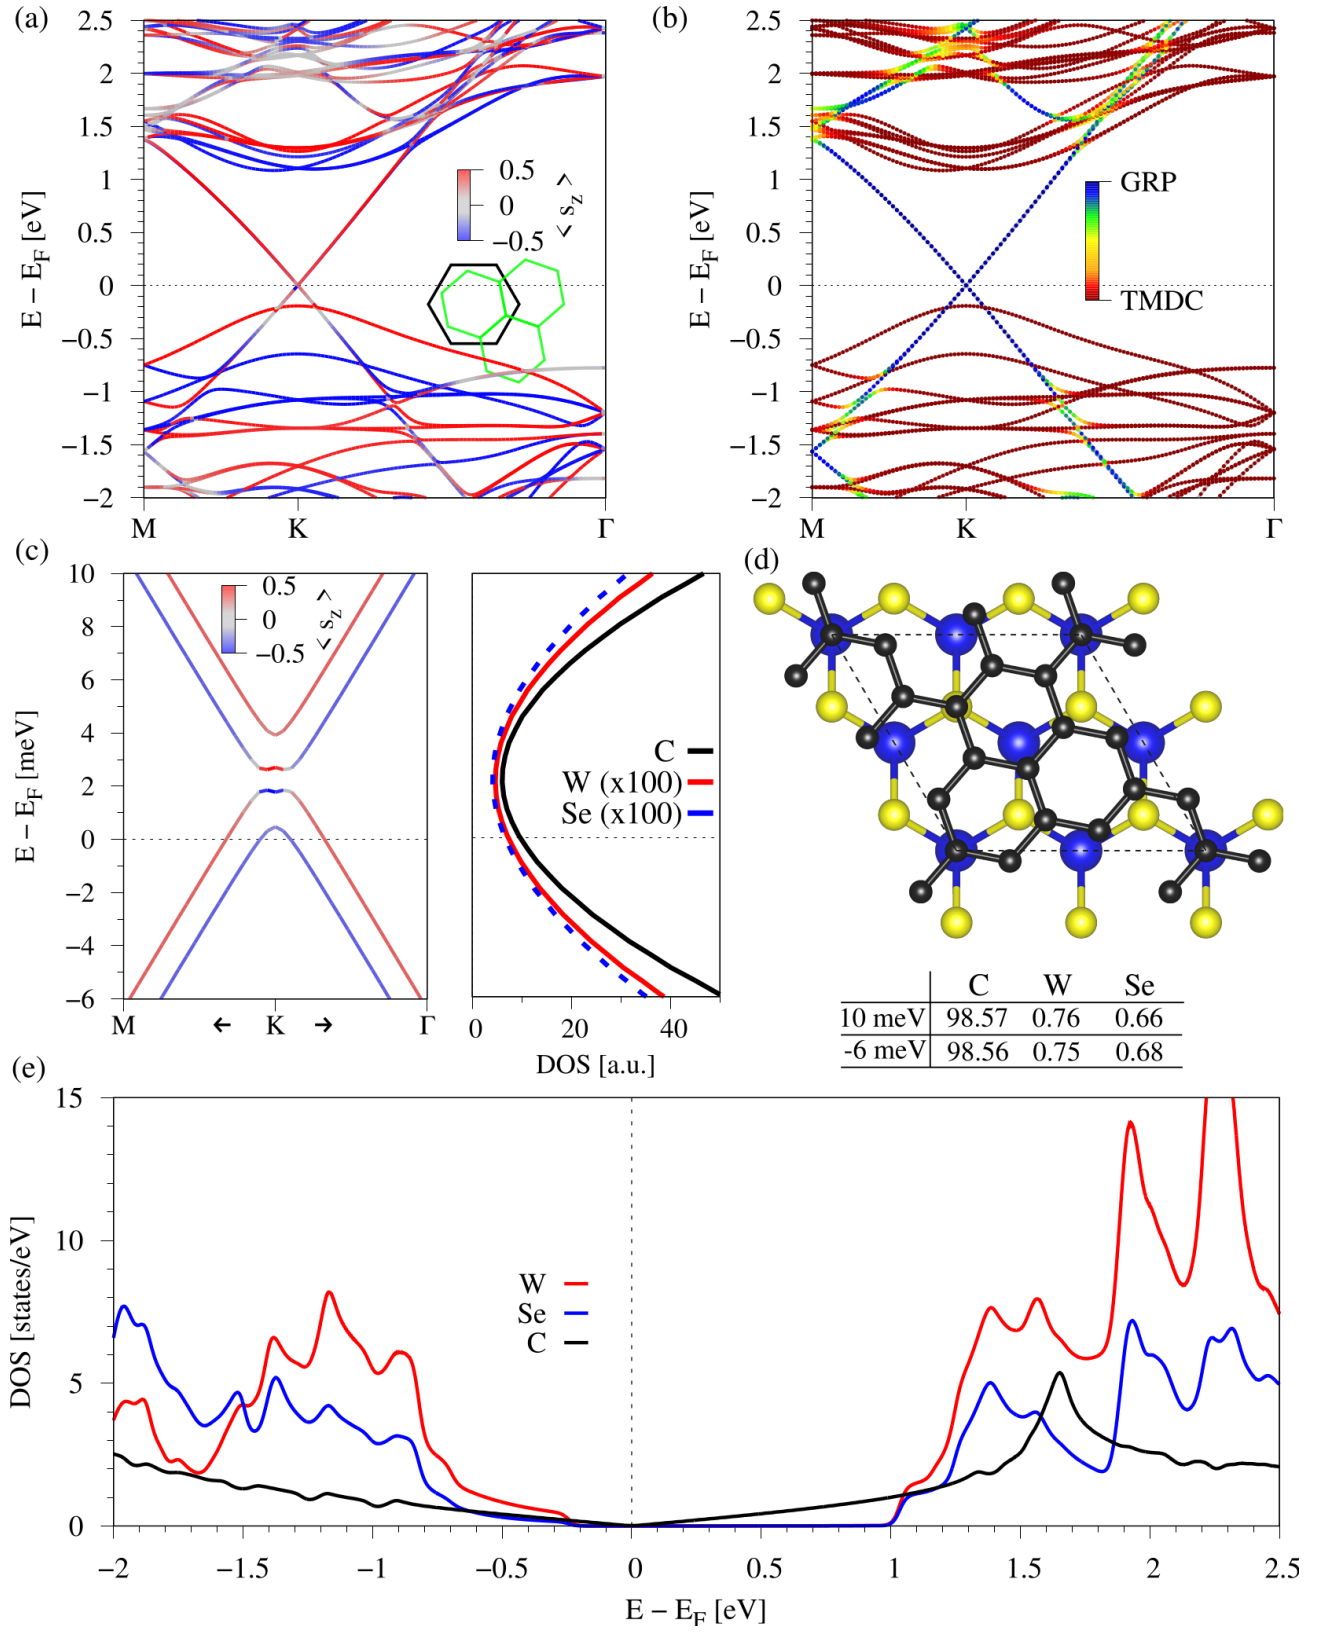 (a)
2.5
2
1.5
1
0.5
0
−0.5
−1
−1.5
−2
E − E_F [eV]
M K Γ
0.5
0
−0.5
< s_z >
(b)
2.5
2
1.5
1
0.5
0
−0.5
−1
−1.5
−2
E − E_F [eV]
M K Γ
GRP
TMDC
(c)
10
8
6
4
2
0
−2
−4
−6
E − E_F [meV]
M ← K → Γ
0.5
0
−0.5
< s_z >
C
W (x100)
Se (x100)
0 20 40
DOS [a.u.]
(d)
C W Se
10 meV 98.57 0.76 0.66
-6 meV 98.56 0.75 0.68
(e)
15
10
5
0
DOS [states/eV]
W
Se
C
−2 −1.5 −1 −0.5 0 0.5 1 1.5 2 2.5
E − E_F [eV]